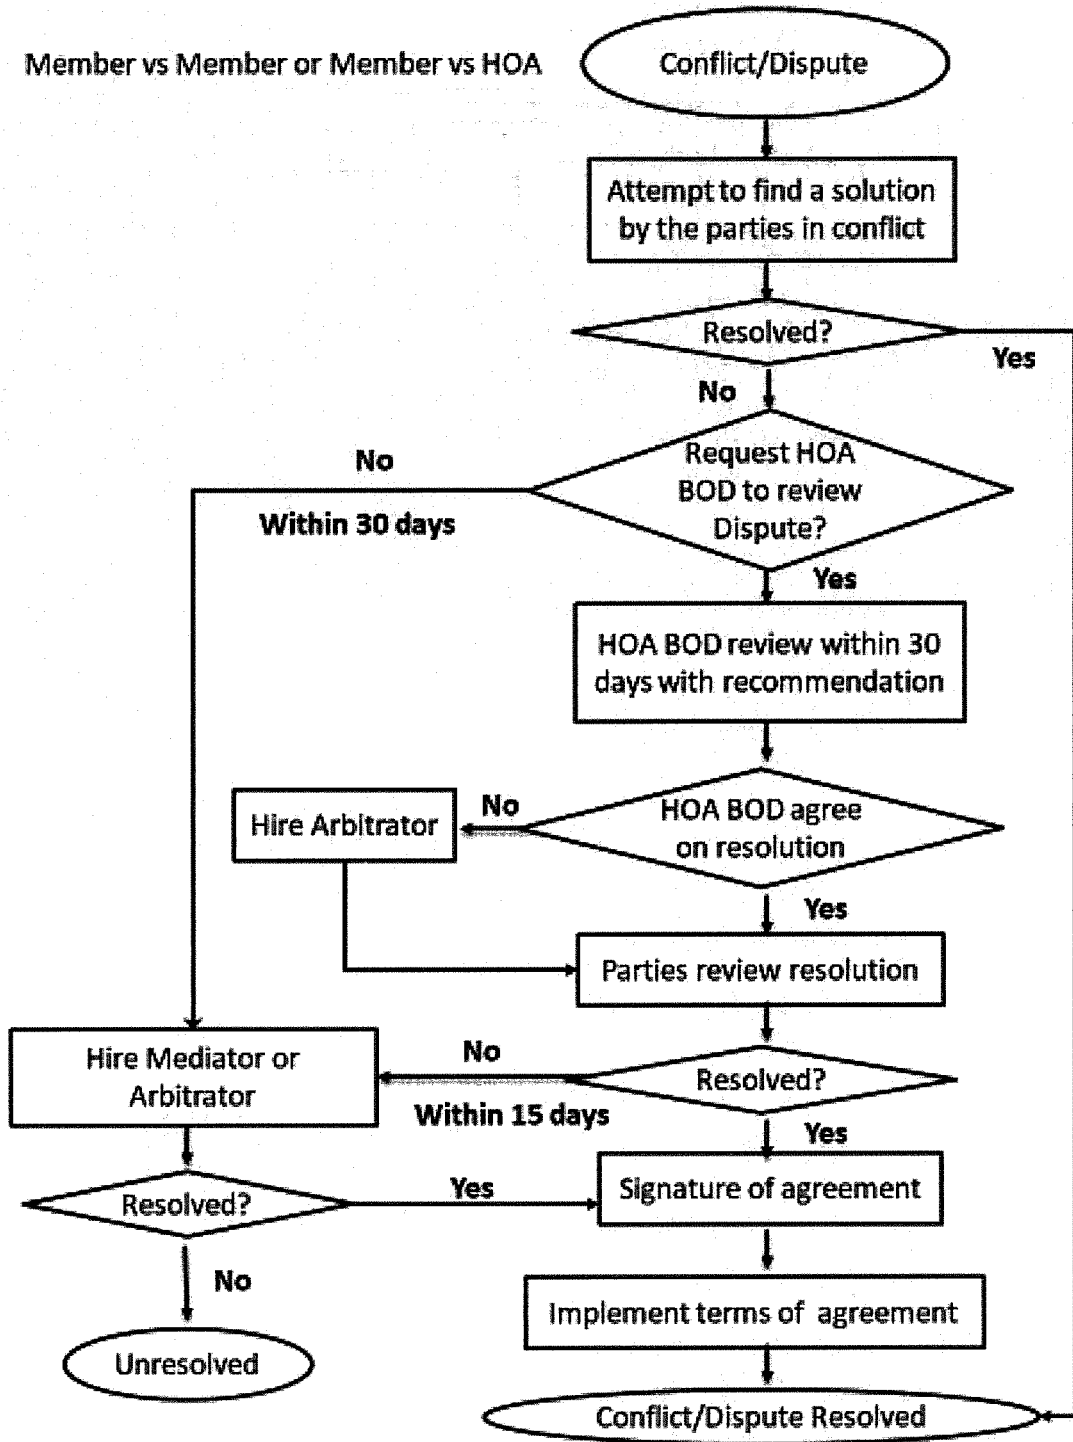 Member vs Member or Member vs HOA
Conflict/Dispute
Attempt to find a solution
by the parties in conflict
Resolved?
Yes
No
Request HOA
BOD to review
Dispute?
No
Within 30 days
Yes
HOA BOD review within 30
days with recommendation
HOA BOD agree
on resolution
No
Hire Arbitrator
Yes
Parties review resolution
Resolved?
No
Within 15 days
Hire Mediator or
Arbitrator
Yes
Signature of agreement
Resolved?
Yes
No
Implement terms of agreement
Unresolved
Conflict/Dispute Resolved